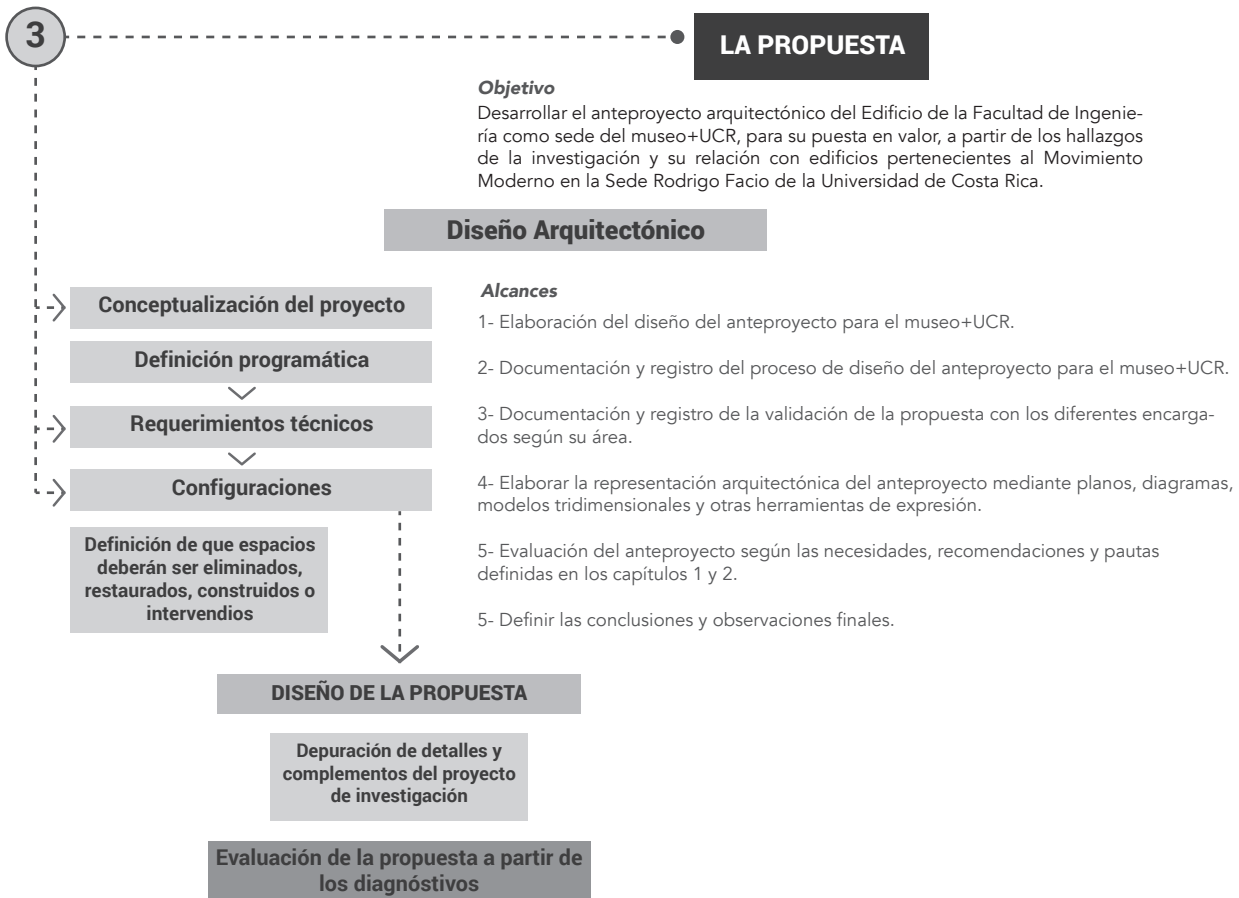 3
LA PROPUESTA
Objetivo
Desarrollar el anteproyecto arquitectónico del Edificio de la Facultad de Ingenie-
ría como sede del museo+UCR, para su puesta en valor, a partir de los hallazgos
de la investigación y su relación con edificios pertenecientes al Movimiento
Moderno en la Sede Rodrigo Facio de la Universidad de Costa Rica.
Diseño Arquitectónico
Conceptualización del proyecto
Definición programática
Requerimientos técnicos
Configuraciones
Definición de que espacios
deberán ser eliminados,
restaurados, construidos o
intervendios
Alcances
1- Elaboración del diseño del anteproyecto para el museo+UCR.
2- Documentación y registro del proceso de diseño del anteproyecto para el museo+UCR.
3- Documentación y registro de la validación de la propuesta con los diferentes encarga-
dos según su área.
4- Elaborar la representación arquitectónica del anteproyecto mediante planos, diagramas,
modelos tridimensionales y otras herramientas de expresión.
5- Evaluación del anteproyecto según las necesidades, recomendaciones y pautas
definidas en los capítulos 1 y 2.
5- Definir las conclusiones y observaciones finales.
DISEÑO DE LA PROPUESTA
Depuración de detalles y
complementos del proyecto
de investigación
Evaluación de la propuesta a partir de
los diagnóstivos